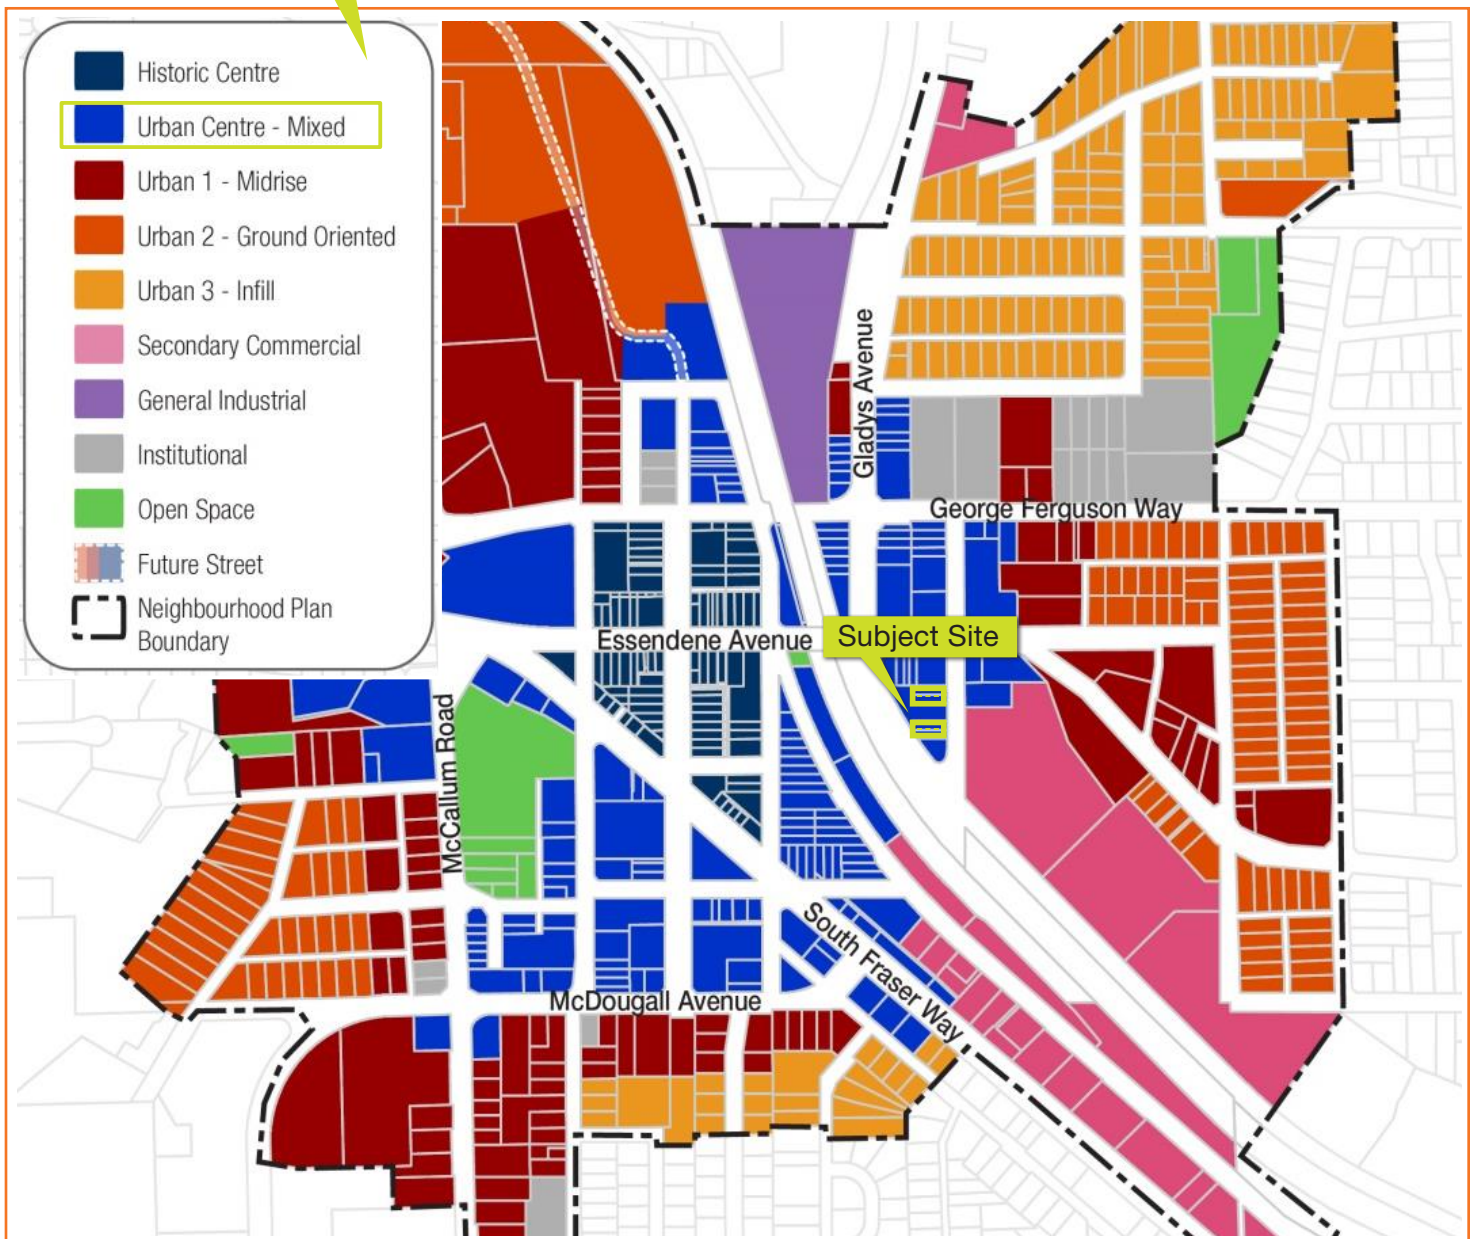 Historic Centre
Urban Centre - Mixed
Urban 1 - Midrise
Urban 2 - Ground Oriented
Urban 3 - Infill
Secondary Commercial
General Industrial
Institutional
Open Space
Future Street
Neighbourhood Plan
Boundary
Gladys Avenue
George Ferguson Way
Essendene Avenue
Subject Site
McCallum Road
South Fraser Way
McDougall Avenue